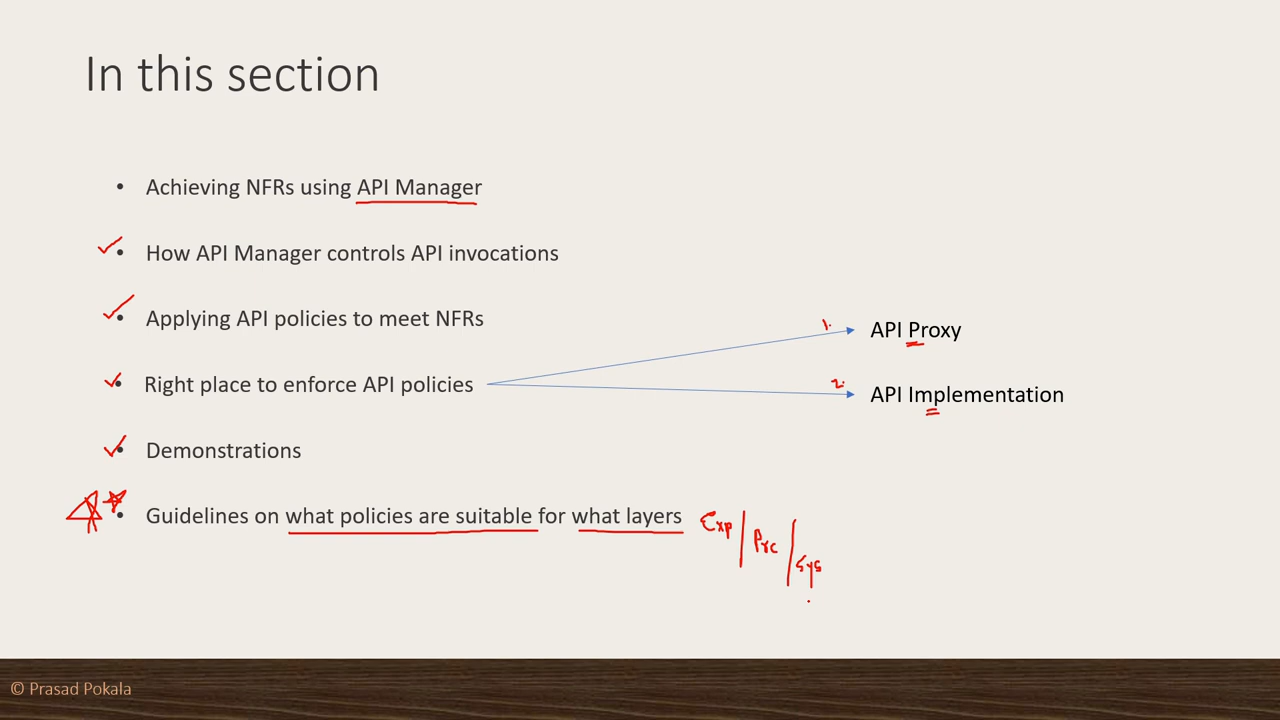 In this section
• Achieving NFRs using API Manager
• How API Manager controls API invocations
• Applying API policies to meet NFRs
• Right place to enforce API policies
1. API Proxy
2. API Implementation
• Demonstrations
• Guidelines on what policies are suitable for what layers
Exp | Prc | Sys
© Prasad Pokala